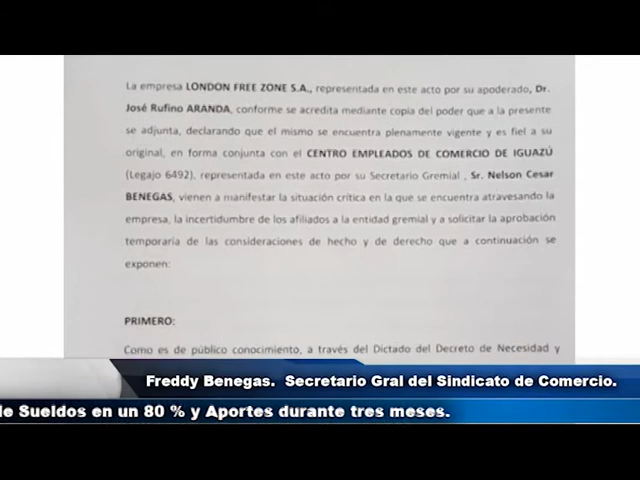 La empresa LONDON FREE ZONE S.A., representada en este acto por su apoderado, Dr.
José Rufino ARANDA, conforme se acredita mediante copia del poder que a la presente
se adjunta, declarando que el mismo se encuentra plenamente vigente y es fiel a su
original, en forma conjunta con el CENTRO EMPLEADOS DE COMERCIO DE IGUAZÚ
(Legajo 6492), representada en este acto por su Secretario Gremial , Sr. Nelson Cesar
BENEGAS, vienen a manifestar la situación crítica en la que se encuentra atravesando la
empresa, la incertidumbre de los afiliados a la entidad gremial y a solicitar la aprobación
temporaria de las consideraciones de hecho y de derecho que a continuación se
exponen:
PRIMERO:
Como es de público conocimiento, a través del Dictado del Decreto de Necesidad y
Freddy Benegas. Secretario Gral del Sindicato de Comercio.
de Sueldos en un 80 % y Aportes durante tres meses.